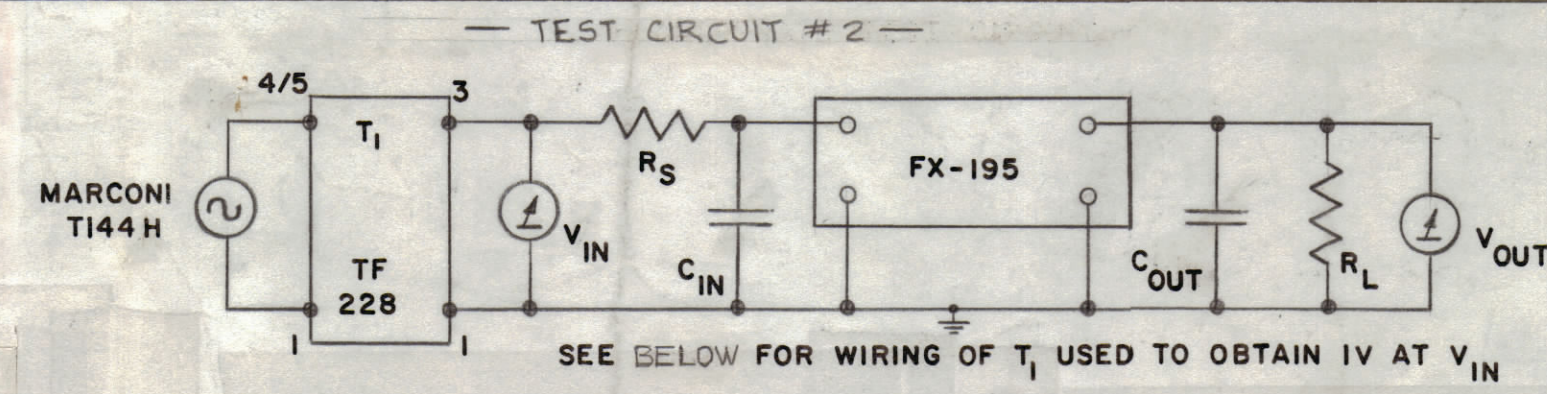 — TEST CIRCUIT # 2 —
4/5
3
T1
RS
FX-195
MARCONI
T144H
VIN
CIN
COUT
RL
VOUT
TF
228
1
1
SEE BELOW FOR WIRING OF T1 USED TO OBTAIN 1V AT VIN